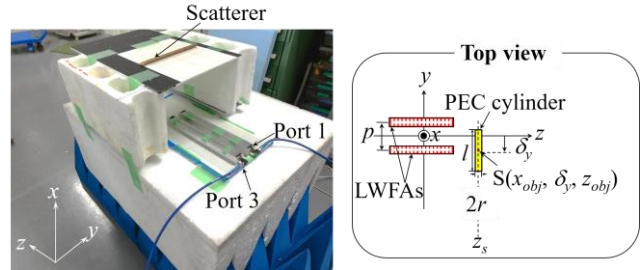 Scatterer
Port 1
Port 3
x
z
y
Top view
y
PEC cylinder
p
x
z
l
δy
LWFAs
S(xobj, δy, zobj)
2r
zs